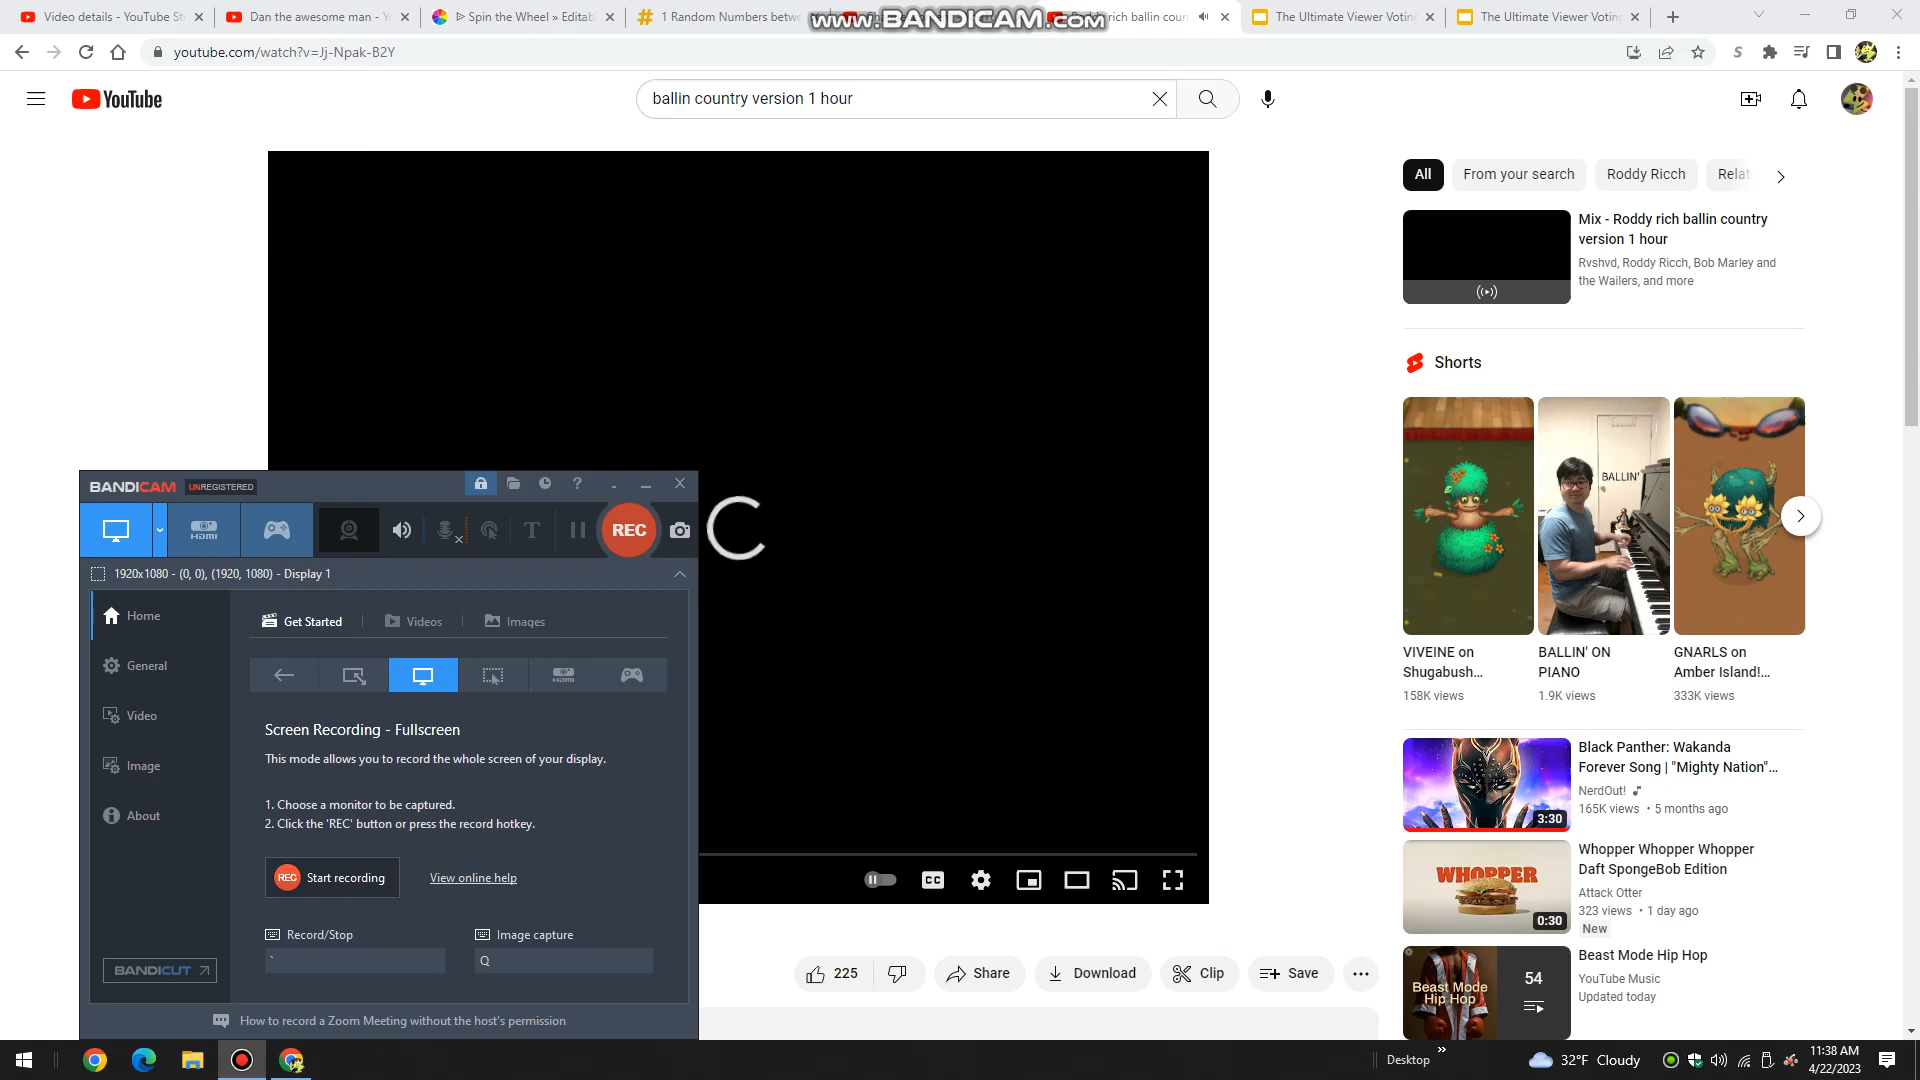 Video details - YouTube St
Dan the awesome man - Y
ᐅ Spin the Wheel » Editab
1 Random Numbers betwe
www.BANDICAM.com
rich ballin coun
The Ultimate Viewer Voting
The Ultimate Viewer Voting
youtube.com/watch?v=Jj-Npak-B2Y
YouTube
ballin country version 1 hour
All
From your search
Roddy Ricch
Relat
Mix - Roddy rich ballin country
version 1 hour
Rvshvd, Roddy Ricch, Bob Marley and
the Wailers, and more
Shorts
BALLIN'
VIVEINE on
Shugabush...
158K views
BALLIN' ON
PIANO
1.9K views
GNARLS on
Amber Island!...
333K views
Black Panther: Wakanda
Forever Song | "Mighty Nation"...
NerdOut!
165K views • 5 months ago
3:30
WHOPPER
0:30
Whopper Whopper Whopper
Daft SpongeBob Edition
Attack Otter
323 views • 1 day ago
New
Beast Mode
Hip Hop
54
Beast Mode Hip Hop
YouTube Music
Updated today
BANDICAM UNREGISTERED
HDMI
T
REC
1920x1080 - (0, 0), (1920, 1080) - Display 1
Home
General
Video
Image
About
BANDICUT
Get Started
Videos
Images
HDMI
Screen Recording - Fullscreen
This mode allows you to record the whole screen of your display.
1. Choose a monitor to be captured.
2. Click the 'REC' button or press the record hotkey.
REC Start recording
View online help
Record/Stop
`
Image capture
Q
How to record a Zoom Meeting without the host's permission
CC
225
Share
Download
Clip
Save
Desktop
32°F Cloudy
11:38 AM
4/22/2023